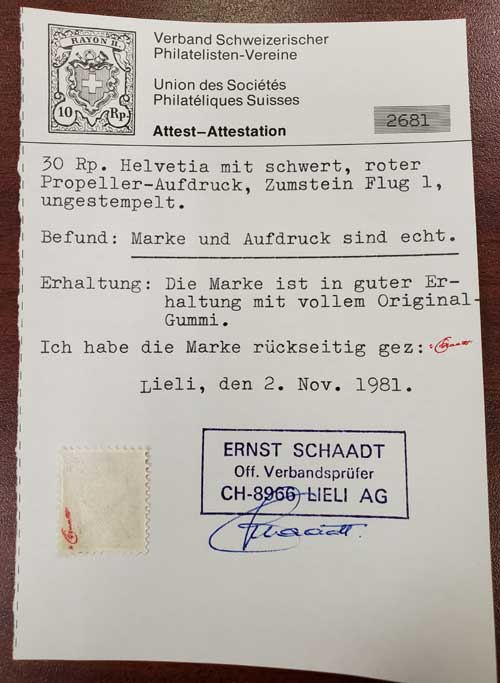 RAYON II.
10 Rp.
Verband Schweizerischer
Philatelisten-Vereine
Union des Sociétés
Philatéliques Suisses
Attest–Attestation
2681
30 Rp. Helvetia mit schwert, roter
Propeller-Aufdruck, Zumstein Flug 1,
ungestempelt.
Befund: Marke und Aufdruck sind echt.
Erhaltung: Die Marke ist in guter Er-
haltung mit vollem Original-
Gummi.
Ich habe die Marke rückseitig gez:
Lieli, den 2. Nov. 1981.
ERNST SCHAADT
Off. Verbandsprüfer
CH-8966 LIELI AG